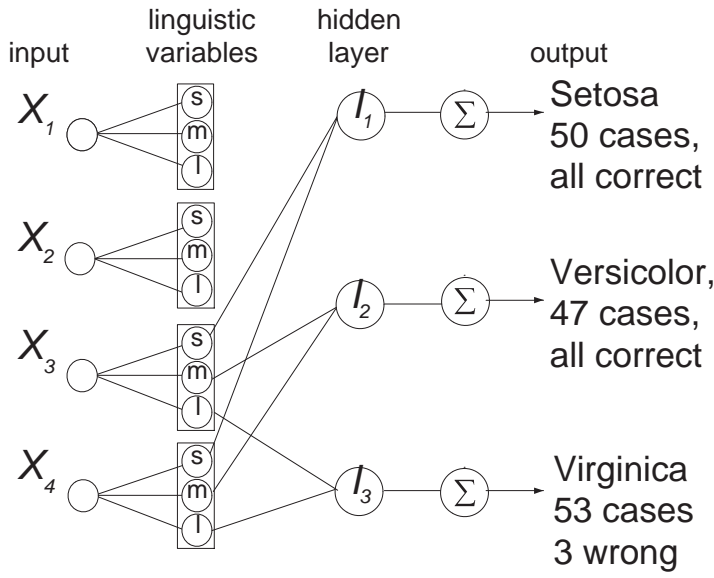 input
linguistic
variables
hidden
layer
output
X1
s
m
l
X2
s
m
l
X3
s
m
l
X4
s
m
l
I1
I2
I3
Σ
Σ
Σ
Setosa
50 cases,
all correct
Versicolor,
47 cases,
all correct
Virginica
53 cases
3 wrong